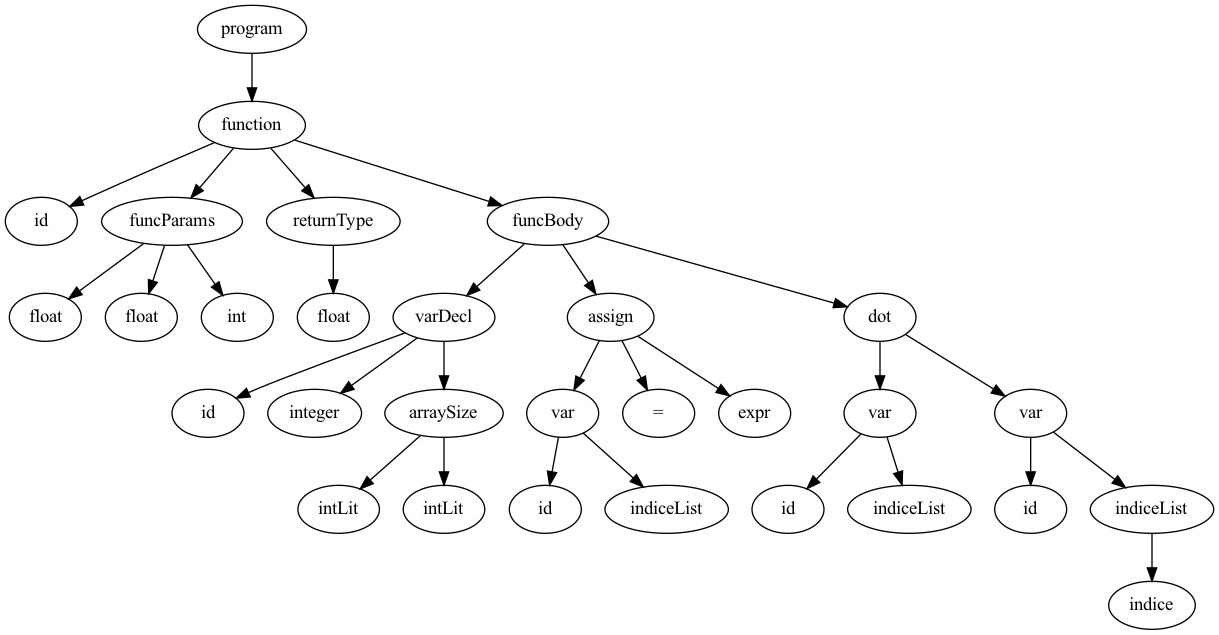 program
function
id funcParams returnType funcBody
float float int float varDecl assign dot
id integer arraySize var = expr var var
intLit intLit id indiceList id indiceList id indiceList
indice